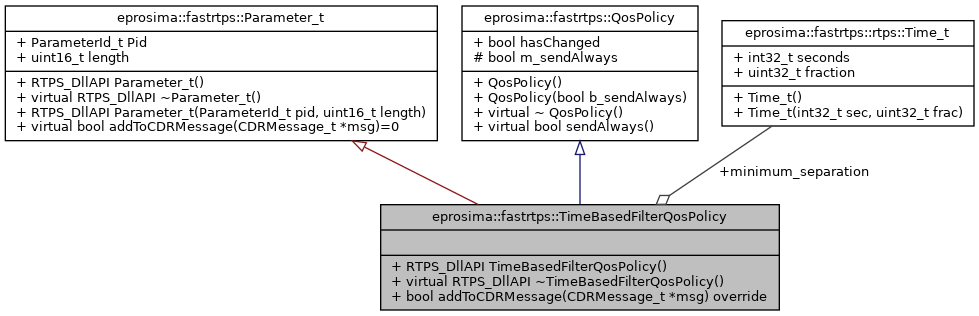 eprosima::fastrtps::Parameter_t
+ ParameterId_t Pid
+ uint16_t length
+ RTPS_DllAPI Parameter_t()
+ virtual RTPS_DllAPI ~Parameter_t()
+ RTPS_DllAPI Parameter_t(ParameterId_t pid, uint16_t length)
+ virtual bool addToCDRMessage(CDRMessage_t *msg)=0
eprosima::fastrtps::QosPolicy
+ bool hasChanged
# bool m_sendAlways
+ QosPolicy()
+ QosPolicy(bool b_sendAlways)
+ virtual ~ QosPolicy()
+ virtual bool sendAlways()
eprosima::fastrtps::rtps::Time_t
+ int32_t seconds
+ uint32_t fraction
+ Time_t()
+ Time_t(int32_t sec, uint32_t frac)
+minimum_separation
eprosima::fastrtps::TimeBasedFilterQosPolicy
+ RTPS_DllAPI TimeBasedFilterQosPolicy()
+ virtual RTPS_DllAPI ~TimeBasedFilterQosPolicy()
+ bool addToCDRMessage(CDRMessage_t *msg) override